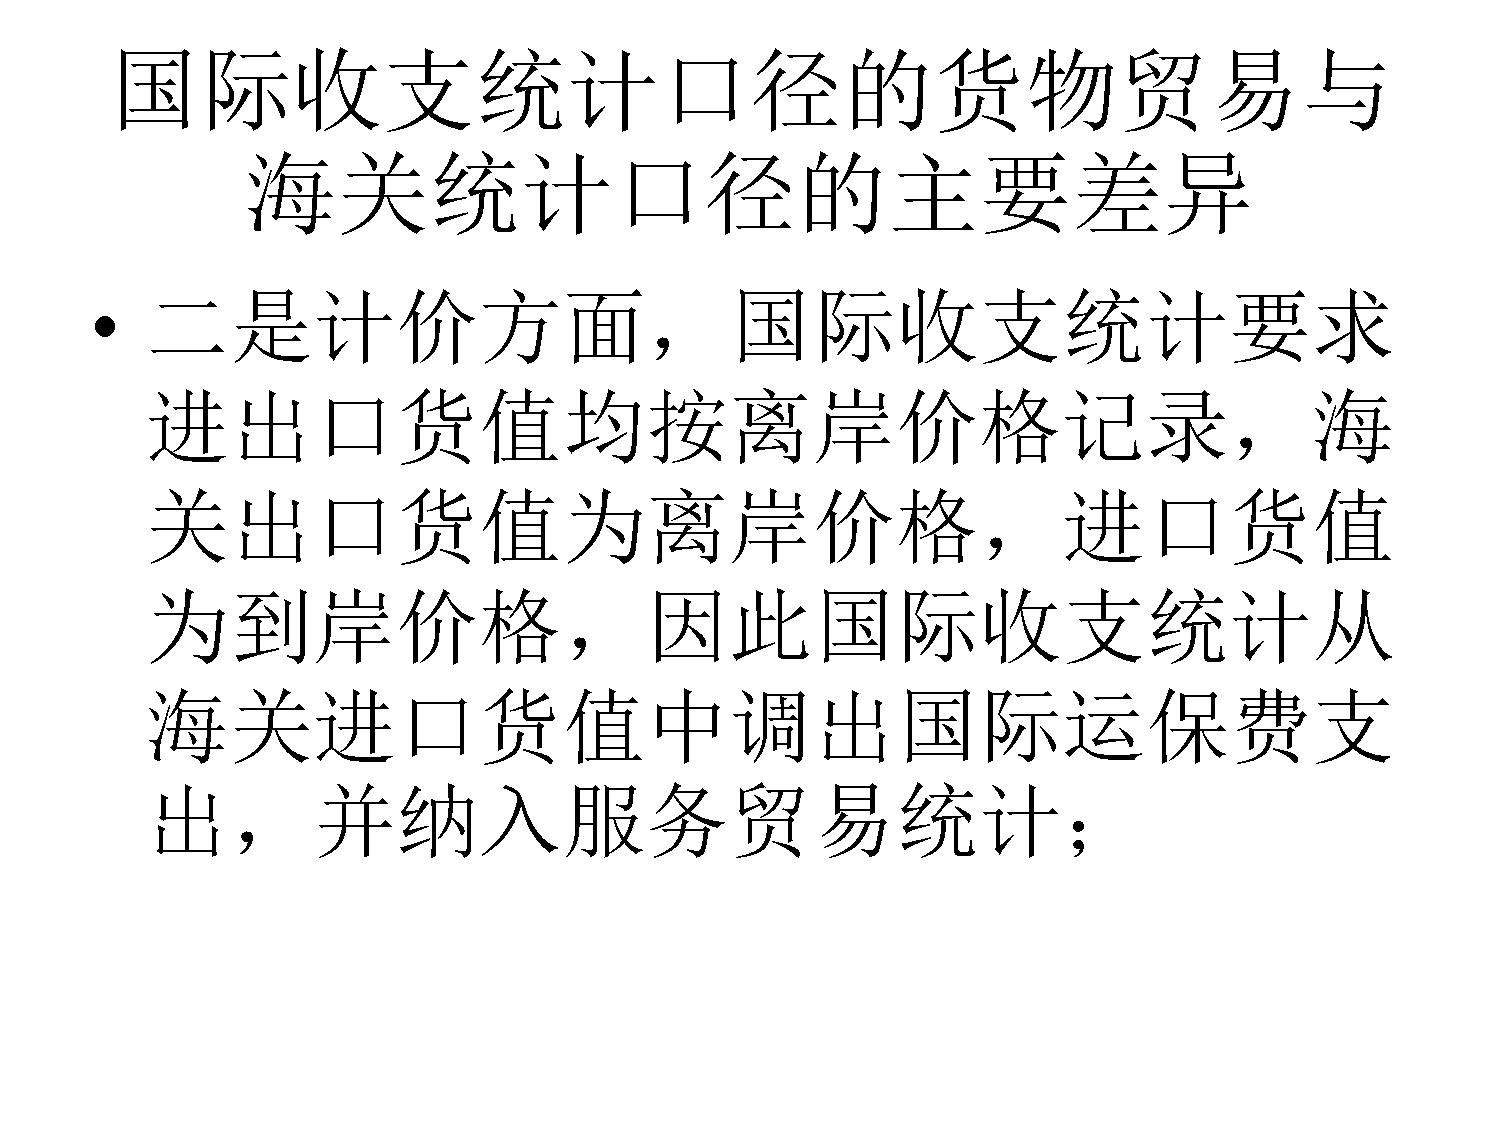 国际收支统计口径的货物贸易与
海关统计口径的主要差异
• 二是计价方面，国际收支统计要求
进出口货值均按离岸价格记录，海
关出口货值为离岸价格，进口货值
为到岸价格，因此国际收支统计从
海关进口货值中调出国际运保费支
出，并纳入服务贸易统计；